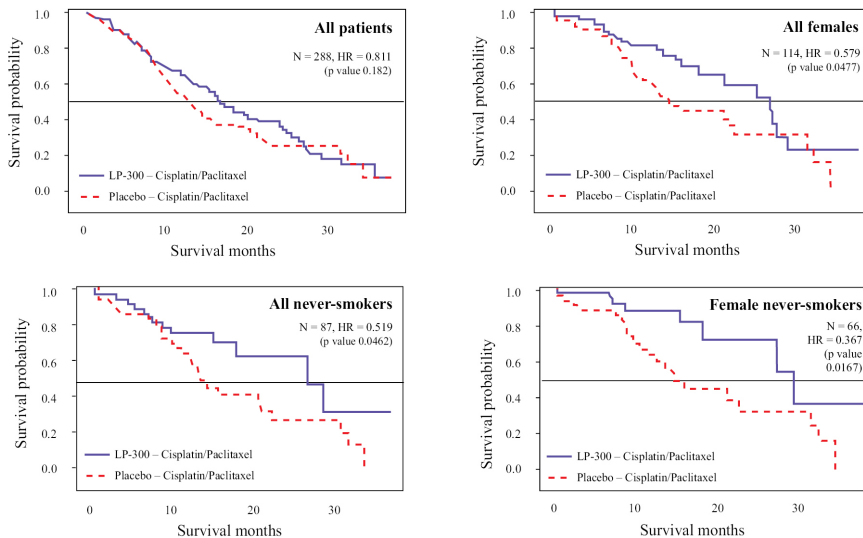 All patients
N = 288, HR = 0.811
(p value 0.182)
Survival probability
1.0
0.8
0.6
0.4
0.2
0.0
LP-300 – Cisplatin/Paclitaxel
Placebo – Cisplatin/Paclitaxel
0 10 20 30
Survival months
All females
N = 114, HR = 0.579
(p value 0.0477)
Survival probability
1.0
0.8
0.6
0.4
0.2
0.0
LP-300 – Cisplatin/Paclitaxel
Placebo – Cisplatin/Paclitaxel
0 10 20 30
Survival months
All never-smokers
N = 87, HR = 0.519
(p value 0.0462)
Survival probability
1.0
0.8
0.6
0.4
0.2
0.0
LP-300 – Cisplatin/Paclitaxel
Placebo – Cisplatin/Paclitaxel
0 10 20 30
Survival months
Female never-smokers
N = 66,
HR = 0.367
(p value
0.0167)
Survival probability
1.0
0.8
0.6
0.4
0.2
0.0
LP-300 – Cisplatin/Paclitaxel
Placebo – Cisplatin/Paclitaxel
0 10 20 30
Survival months